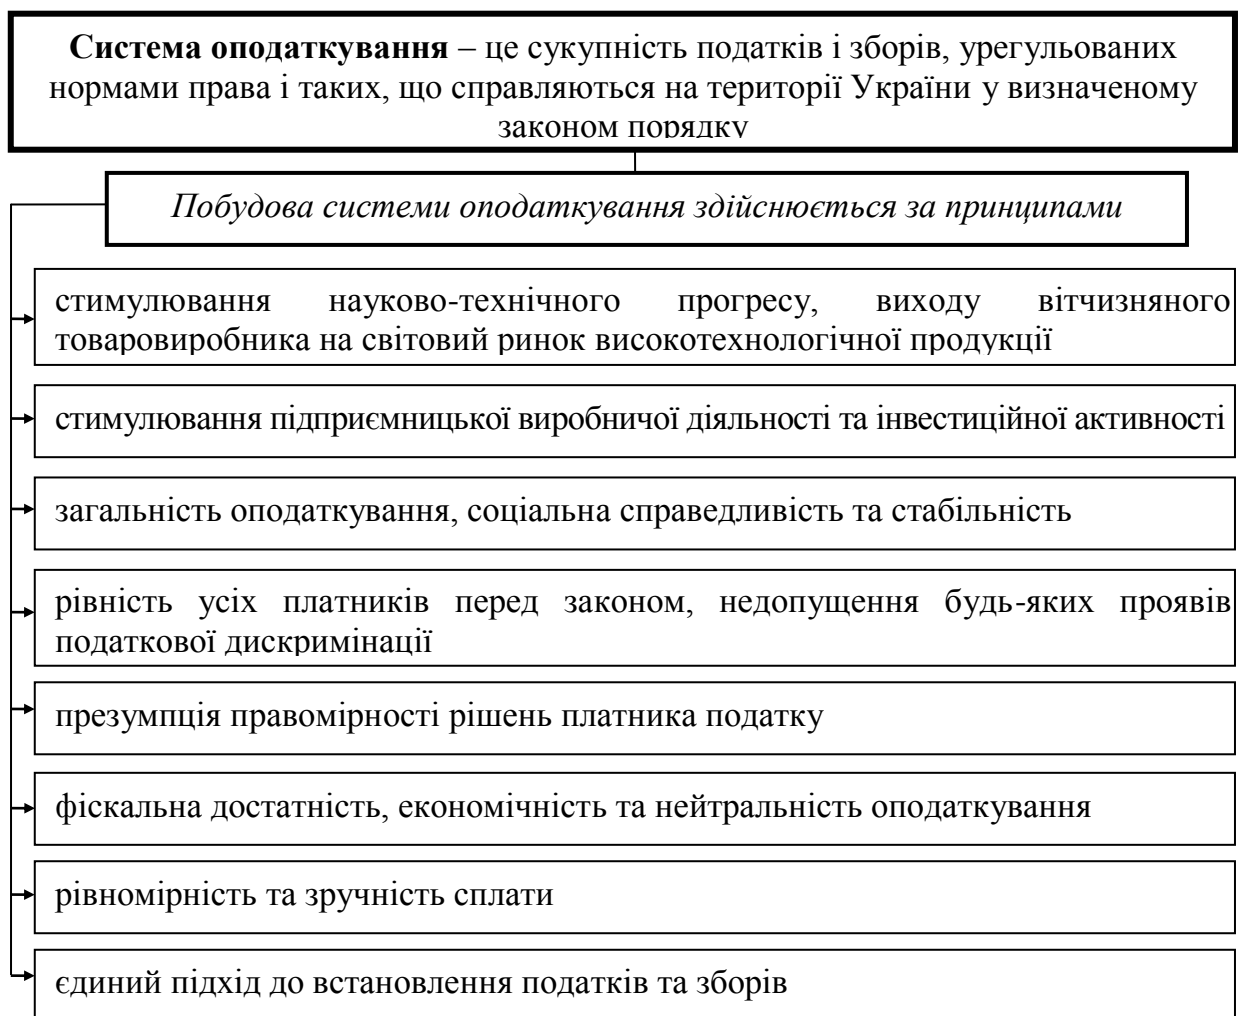 Система оподаткування – це сукупність податків і зборів, урегульованих
нормами права і таких, що справляються на території України у визначеному
законом порядку
Побудова системи оподаткування здійснюється за принципами
стимулювання науково-технічного прогресу, виходу вітчизняного
товаровиробника на світовий ринок високотехнологічної продукції
стимулювання підприємницької виробничої діяльності та інвестиційної активності
загальність оподаткування, соціальна справедливість та стабільність
рівність усіх платників перед законом, недопущення будь-яких проявів
податкової дискримінації
презумпція правомірності рішень платника податку
фіскальна достатність, економічність та нейтральність оподаткування
рівномірність та зручність сплати
єдиний підхід до встановлення податків та зборів